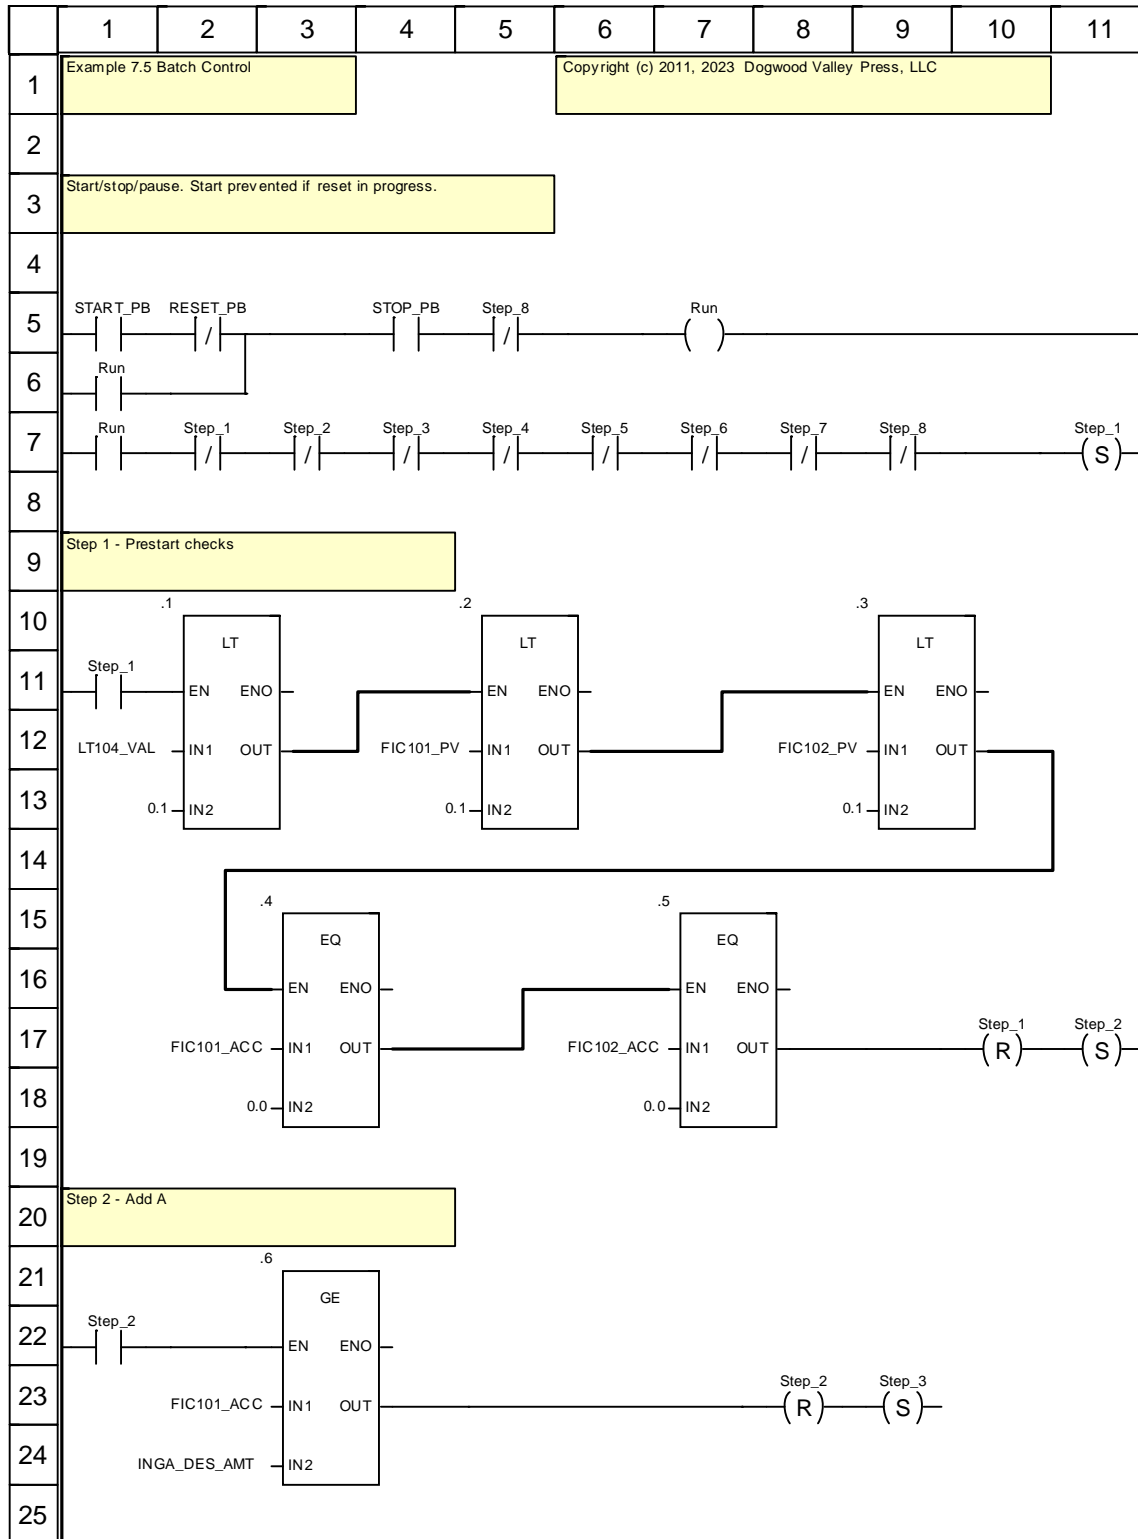 1 2 3 4 5 6 7 8 9 10 11
1
Example 7.5 Batch Control
Copyright (c) 2011, 2023 Dogwood Valley Press, LLC
2
3
Start/stop/pause. Start prevented if reset in progress.
4
START_PB RESET_PB STOP_PB Step_8 Run
5
/ /
Run
6
Run Step_1 Step_2 Step_3 Step_4 Step_5 Step_6 Step_7 Step_8 Step_1
7
/ / / / / / / / S
8
9
Step 1 - Prestart checks
.1 .2 .3
10
LT LT LT
Step_1
11
EN ENO EN ENO EN ENO
12
LT104_VAL IN1 OUT FIC101_PV IN1 OUT FIC102_PV IN1 OUT
13
0.1 IN2 0.1 IN2 0.1 IN2
14
.4 .5
15
EQ EQ
16
EN ENO EN ENO
Step_1 Step_2
17
FIC101_ACC IN1 OUT FIC102_ACC IN1 OUT R S
18
0.0 IN2 0.0 IN2
19
20
Step 2 - Add A
.6
21
GE
Step_2
22
EN ENO
Step_2 Step_3
23
FIC101_ACC IN1 OUT R S
24
INGA_DES_AMT IN2
25